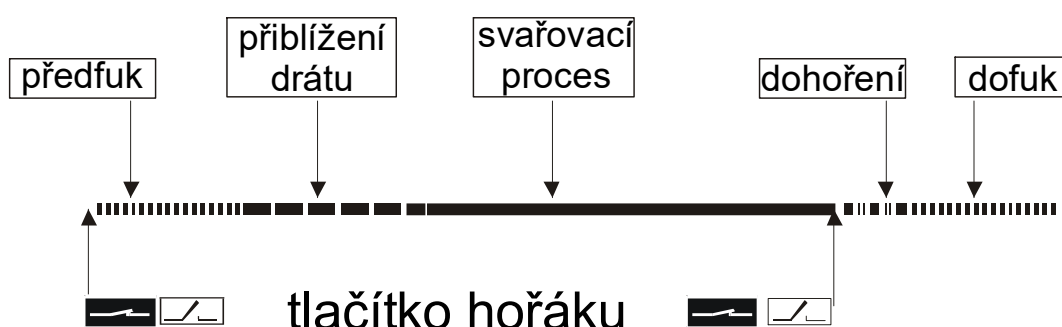 předfuk
přiblížení
drátu
svařovací
proces
dohoření
dofuk
tlačítko hořáku